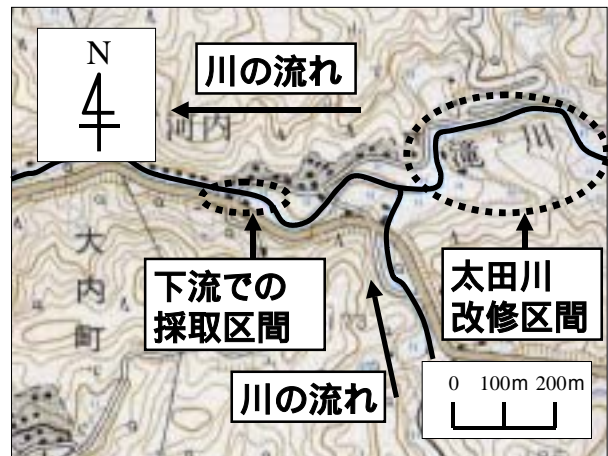 N
川の流れ
河内
滝川
大内町
下流での
採取区間
太田川
改修区間
川の流れ
0 100m 200m